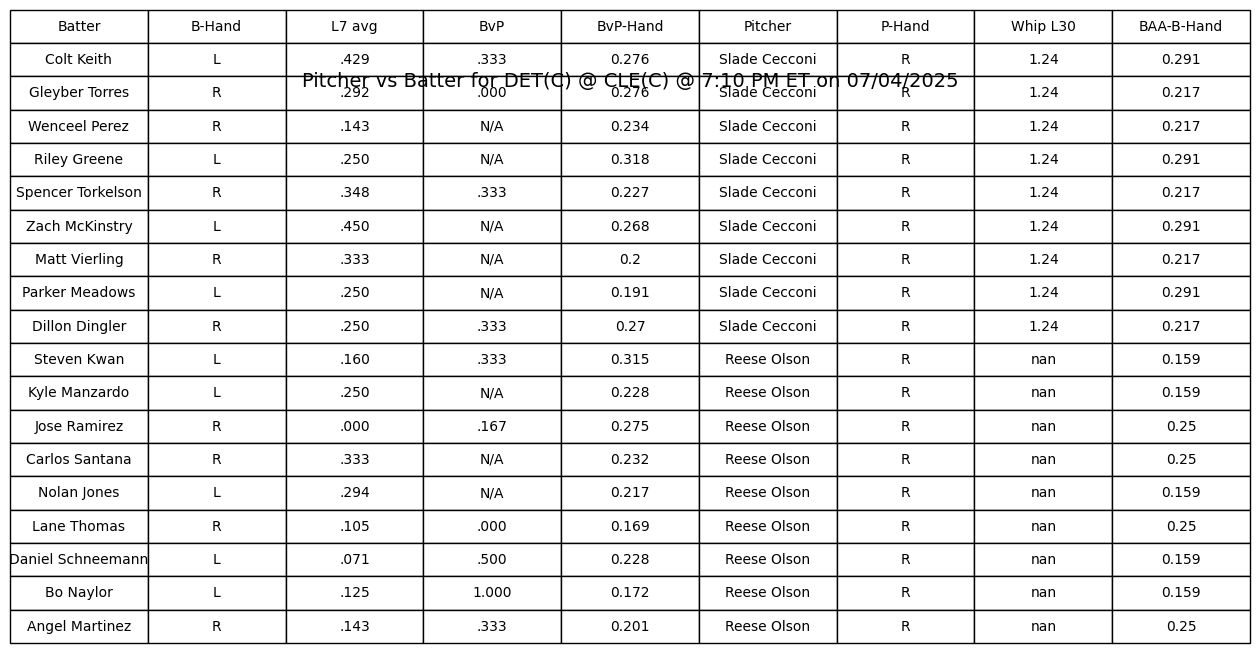 Batter B-Hand L7 avg BvP BvP-Hand Pitcher P-Hand Whip L30 BAA-B-Hand
Colt Keith L .429 .333 0.276 Slade Cecconi R 1.24 0.291
Pitcher vs Batter for DET(C) @ CLE(C) @ 7:10 PM ET on 07/04/2025
Gleyber Torres R .292 .000 0.276 Slade Cecconi R 1.24 0.217
Wenceel Perez R .143 N/A 0.234 Slade Cecconi R 1.24 0.217
Riley Greene L .250 N/A 0.318 Slade Cecconi R 1.24 0.291
Spencer Torkelson R .348 .333 0.227 Slade Cecconi R 1.24 0.217
Zach McKinstry L .450 N/A 0.268 Slade Cecconi R 1.24 0.291
Matt Vierling R .333 N/A 0.2 Slade Cecconi R 1.24 0.217
Parker Meadows L .250 N/A 0.191 Slade Cecconi R 1.24 0.291
Dillon Dingler R .250 .333 0.27 Slade Cecconi R 1.24 0.217
Steven Kwan L .160 .333 0.315 Reese Olson R nan 0.159
Kyle Manzardo L .250 N/A 0.228 Reese Olson R nan 0.159
Jose Ramirez R .000 .167 0.275 Reese Olson R nan 0.25
Carlos Santana R .333 N/A 0.232 Reese Olson R nan 0.25
Nolan Jones L .294 N/A 0.217 Reese Olson R nan 0.159
Lane Thomas R .105 .000 0.169 Reese Olson R nan 0.25
Daniel Schneemann L .071 .500 0.228 Reese Olson R nan 0.159
Bo Naylor L .125 1.000 0.172 Reese Olson R nan 0.159
Angel Martinez R .143 .333 0.201 Reese Olson R nan 0.25